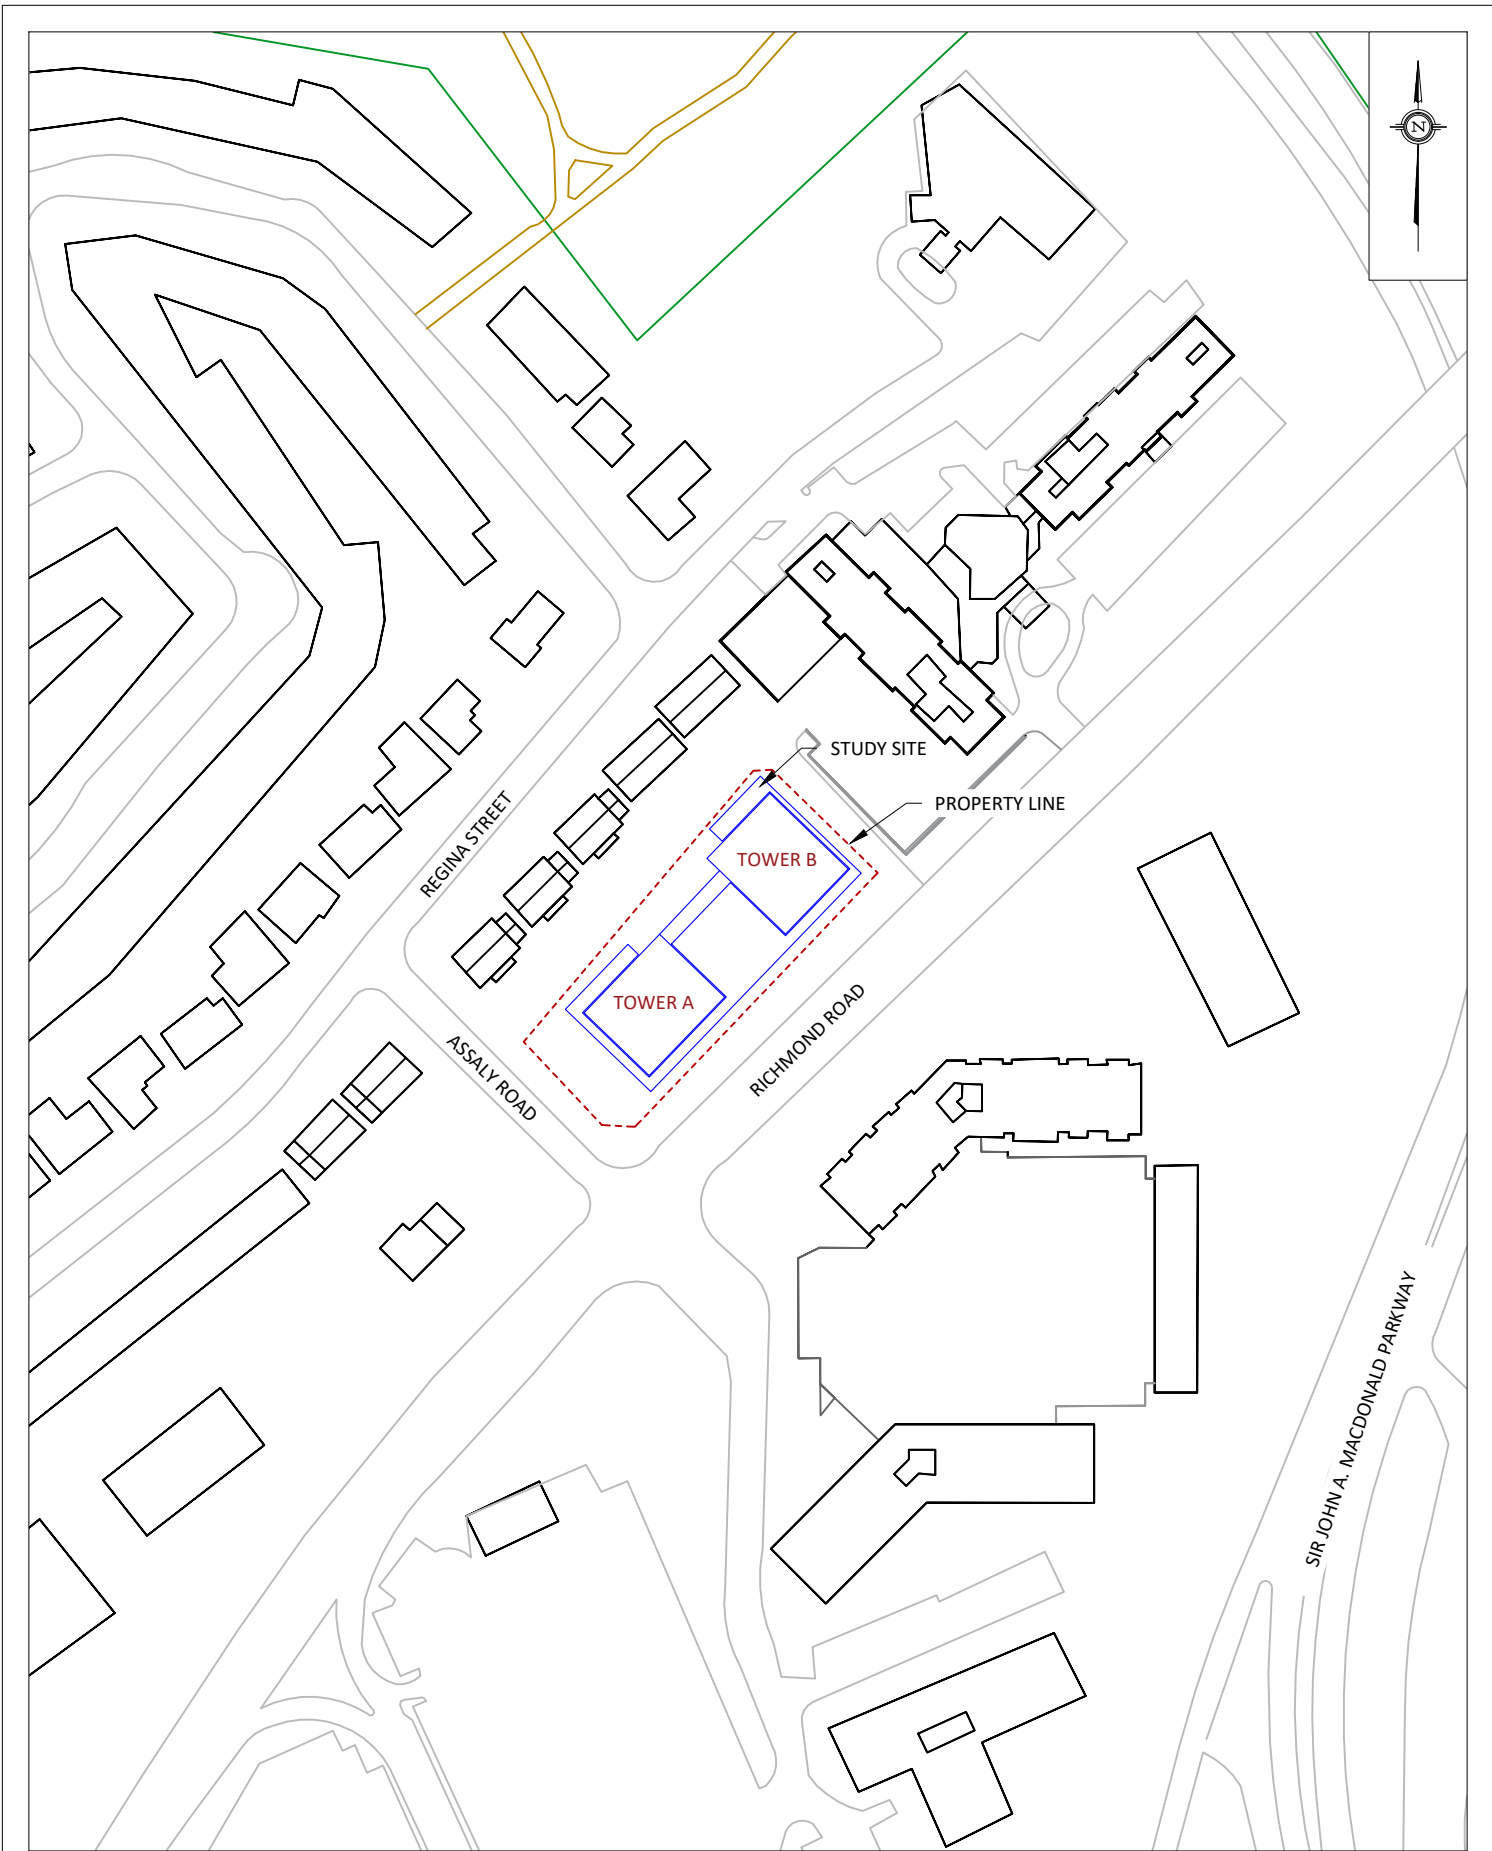 N
STUDY SITE
PROPERTY LINE
TOWER B
REGINA STREET
TOWER A
RICHMOND ROAD
ASSALY ROAD
SIR JOHN A. MACDONALD PARKWAY